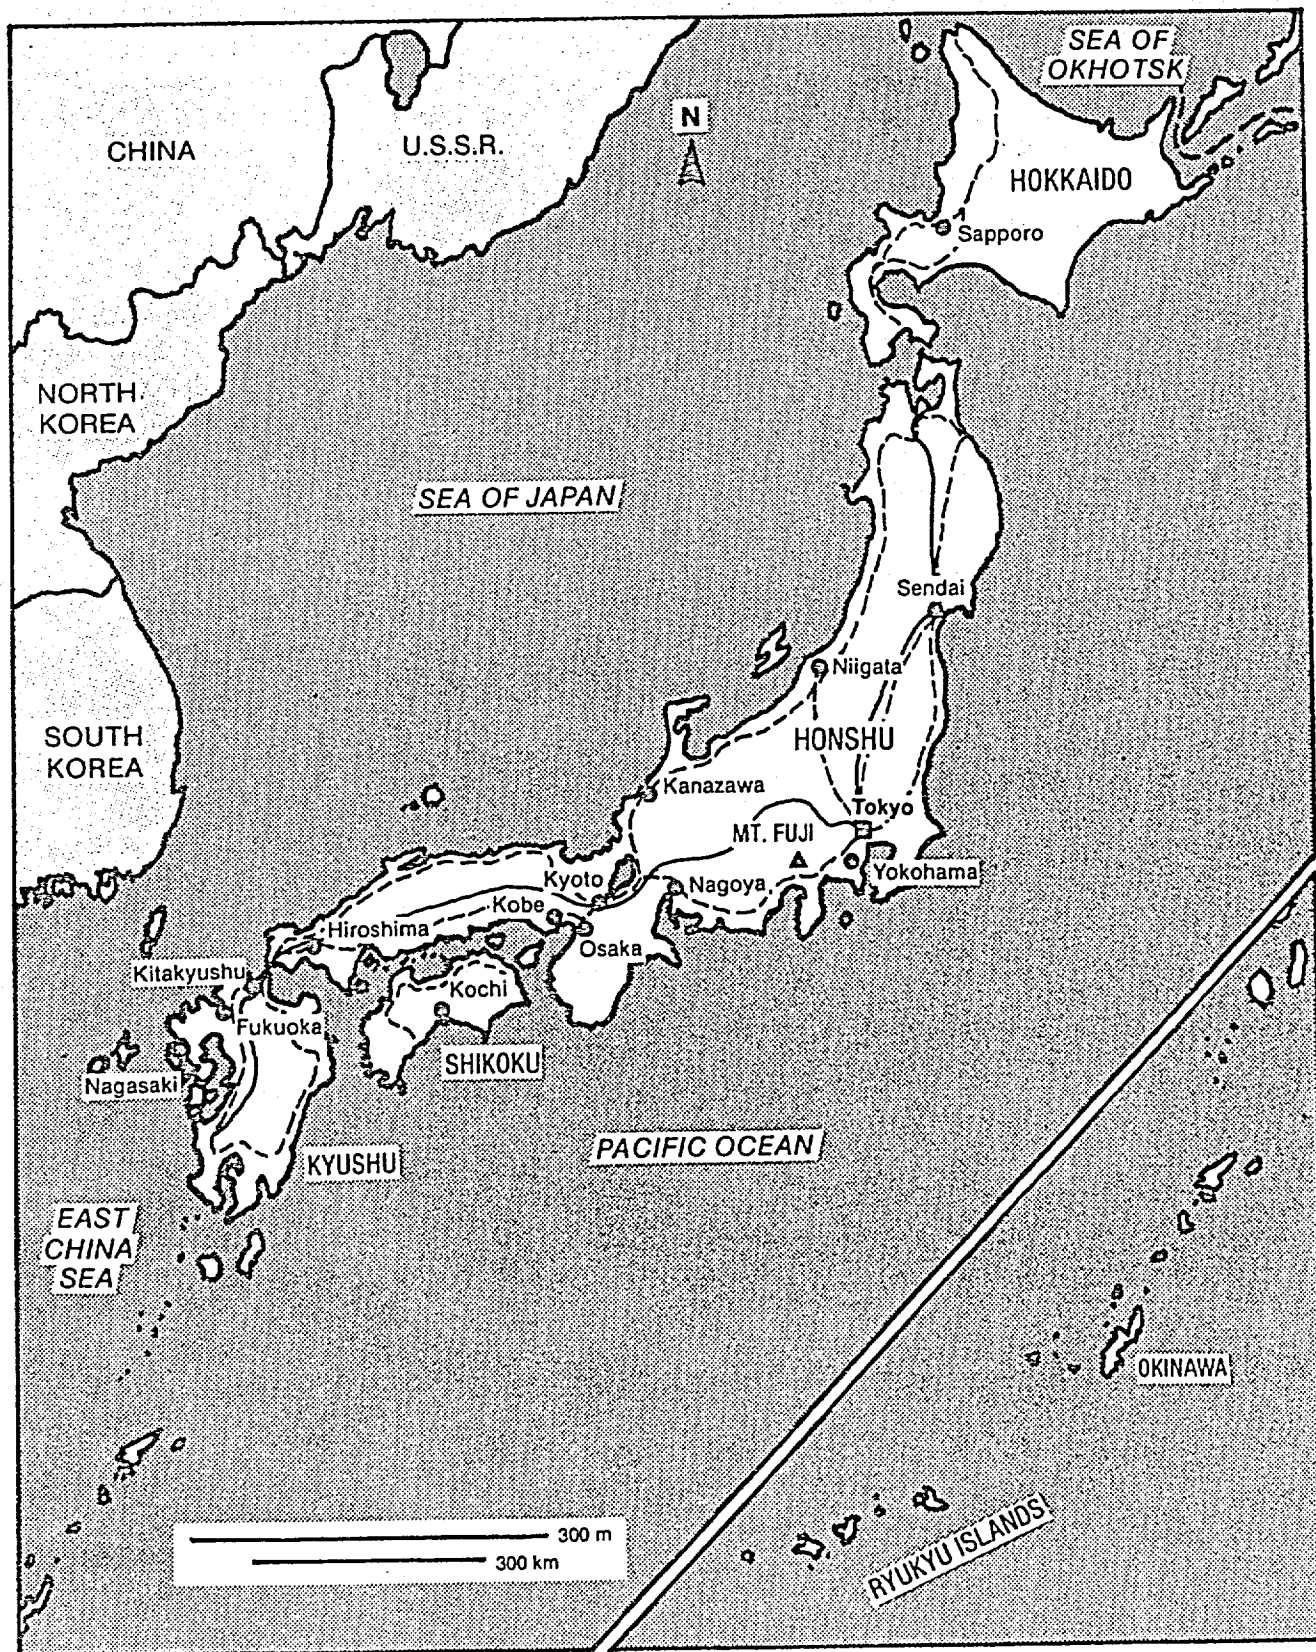 SEA OF
OKHOTSK
CHINA
U.S.S.R.
N
HOKKAIDO
Sapporo
NORTH
KOREA
SEA OF JAPAN
Sendai
Niigata
SOUTH
KOREA
HONSHU
Kanazawa
Tokyo
MT. FUJI
Kyoto
Nagoya
Yokohama
Kobe
Hiroshima
Osaka
Kitakyushu
Kochi
Fukuoka
SHIKOKU
Nagasaki
PACIFIC OCEAN
KYUSHU
EAST
CHINA
SEA
OKINAWA
300 m
300 km
RYUKYU ISLANDS